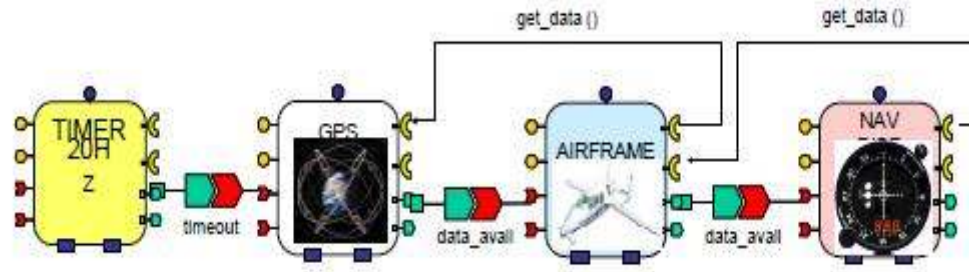 get_data ()
get_data ()
TIMER
20H
Z
GPS
AIRFRAME
NAV
timeout
data_avail
data_avail